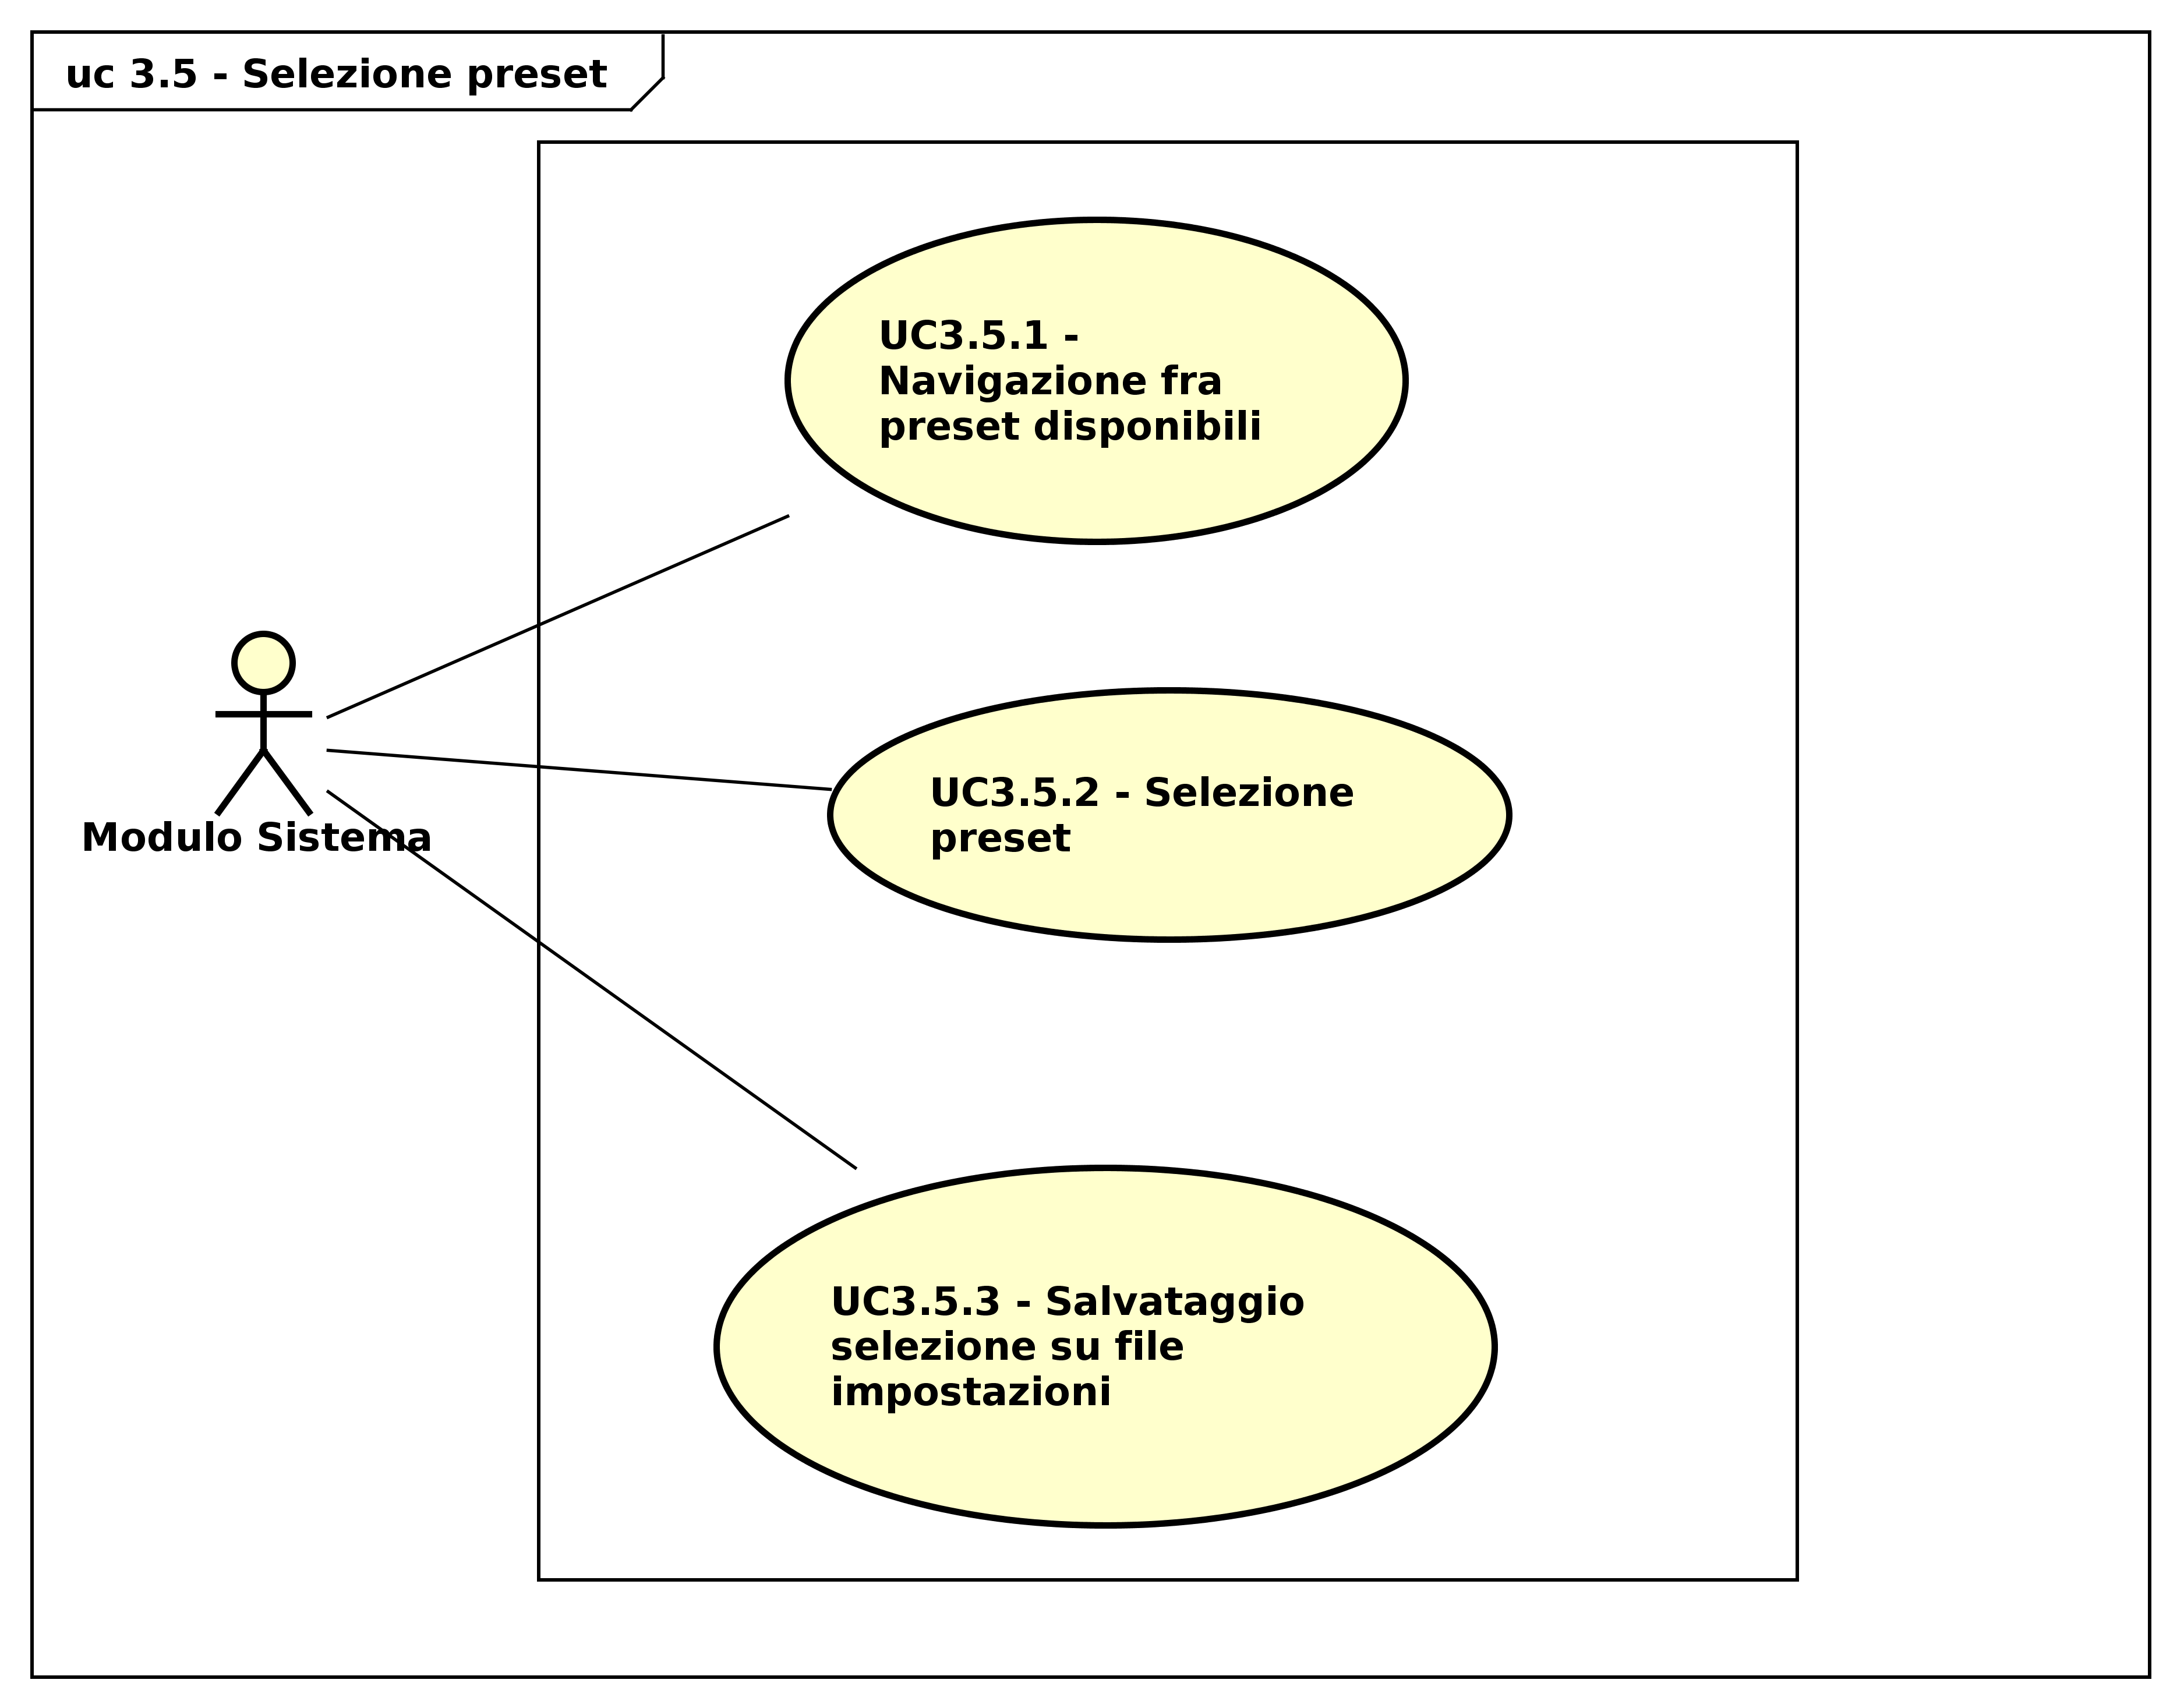 uc 3.5 - Selezione preset
UC3.5.1 -
Navigazione fra
preset disponibili
UC3.5.2 - Selezione
preset
Modulo Sistema
UC3.5.3 - Salvataggio
selezione su file
impostazioni